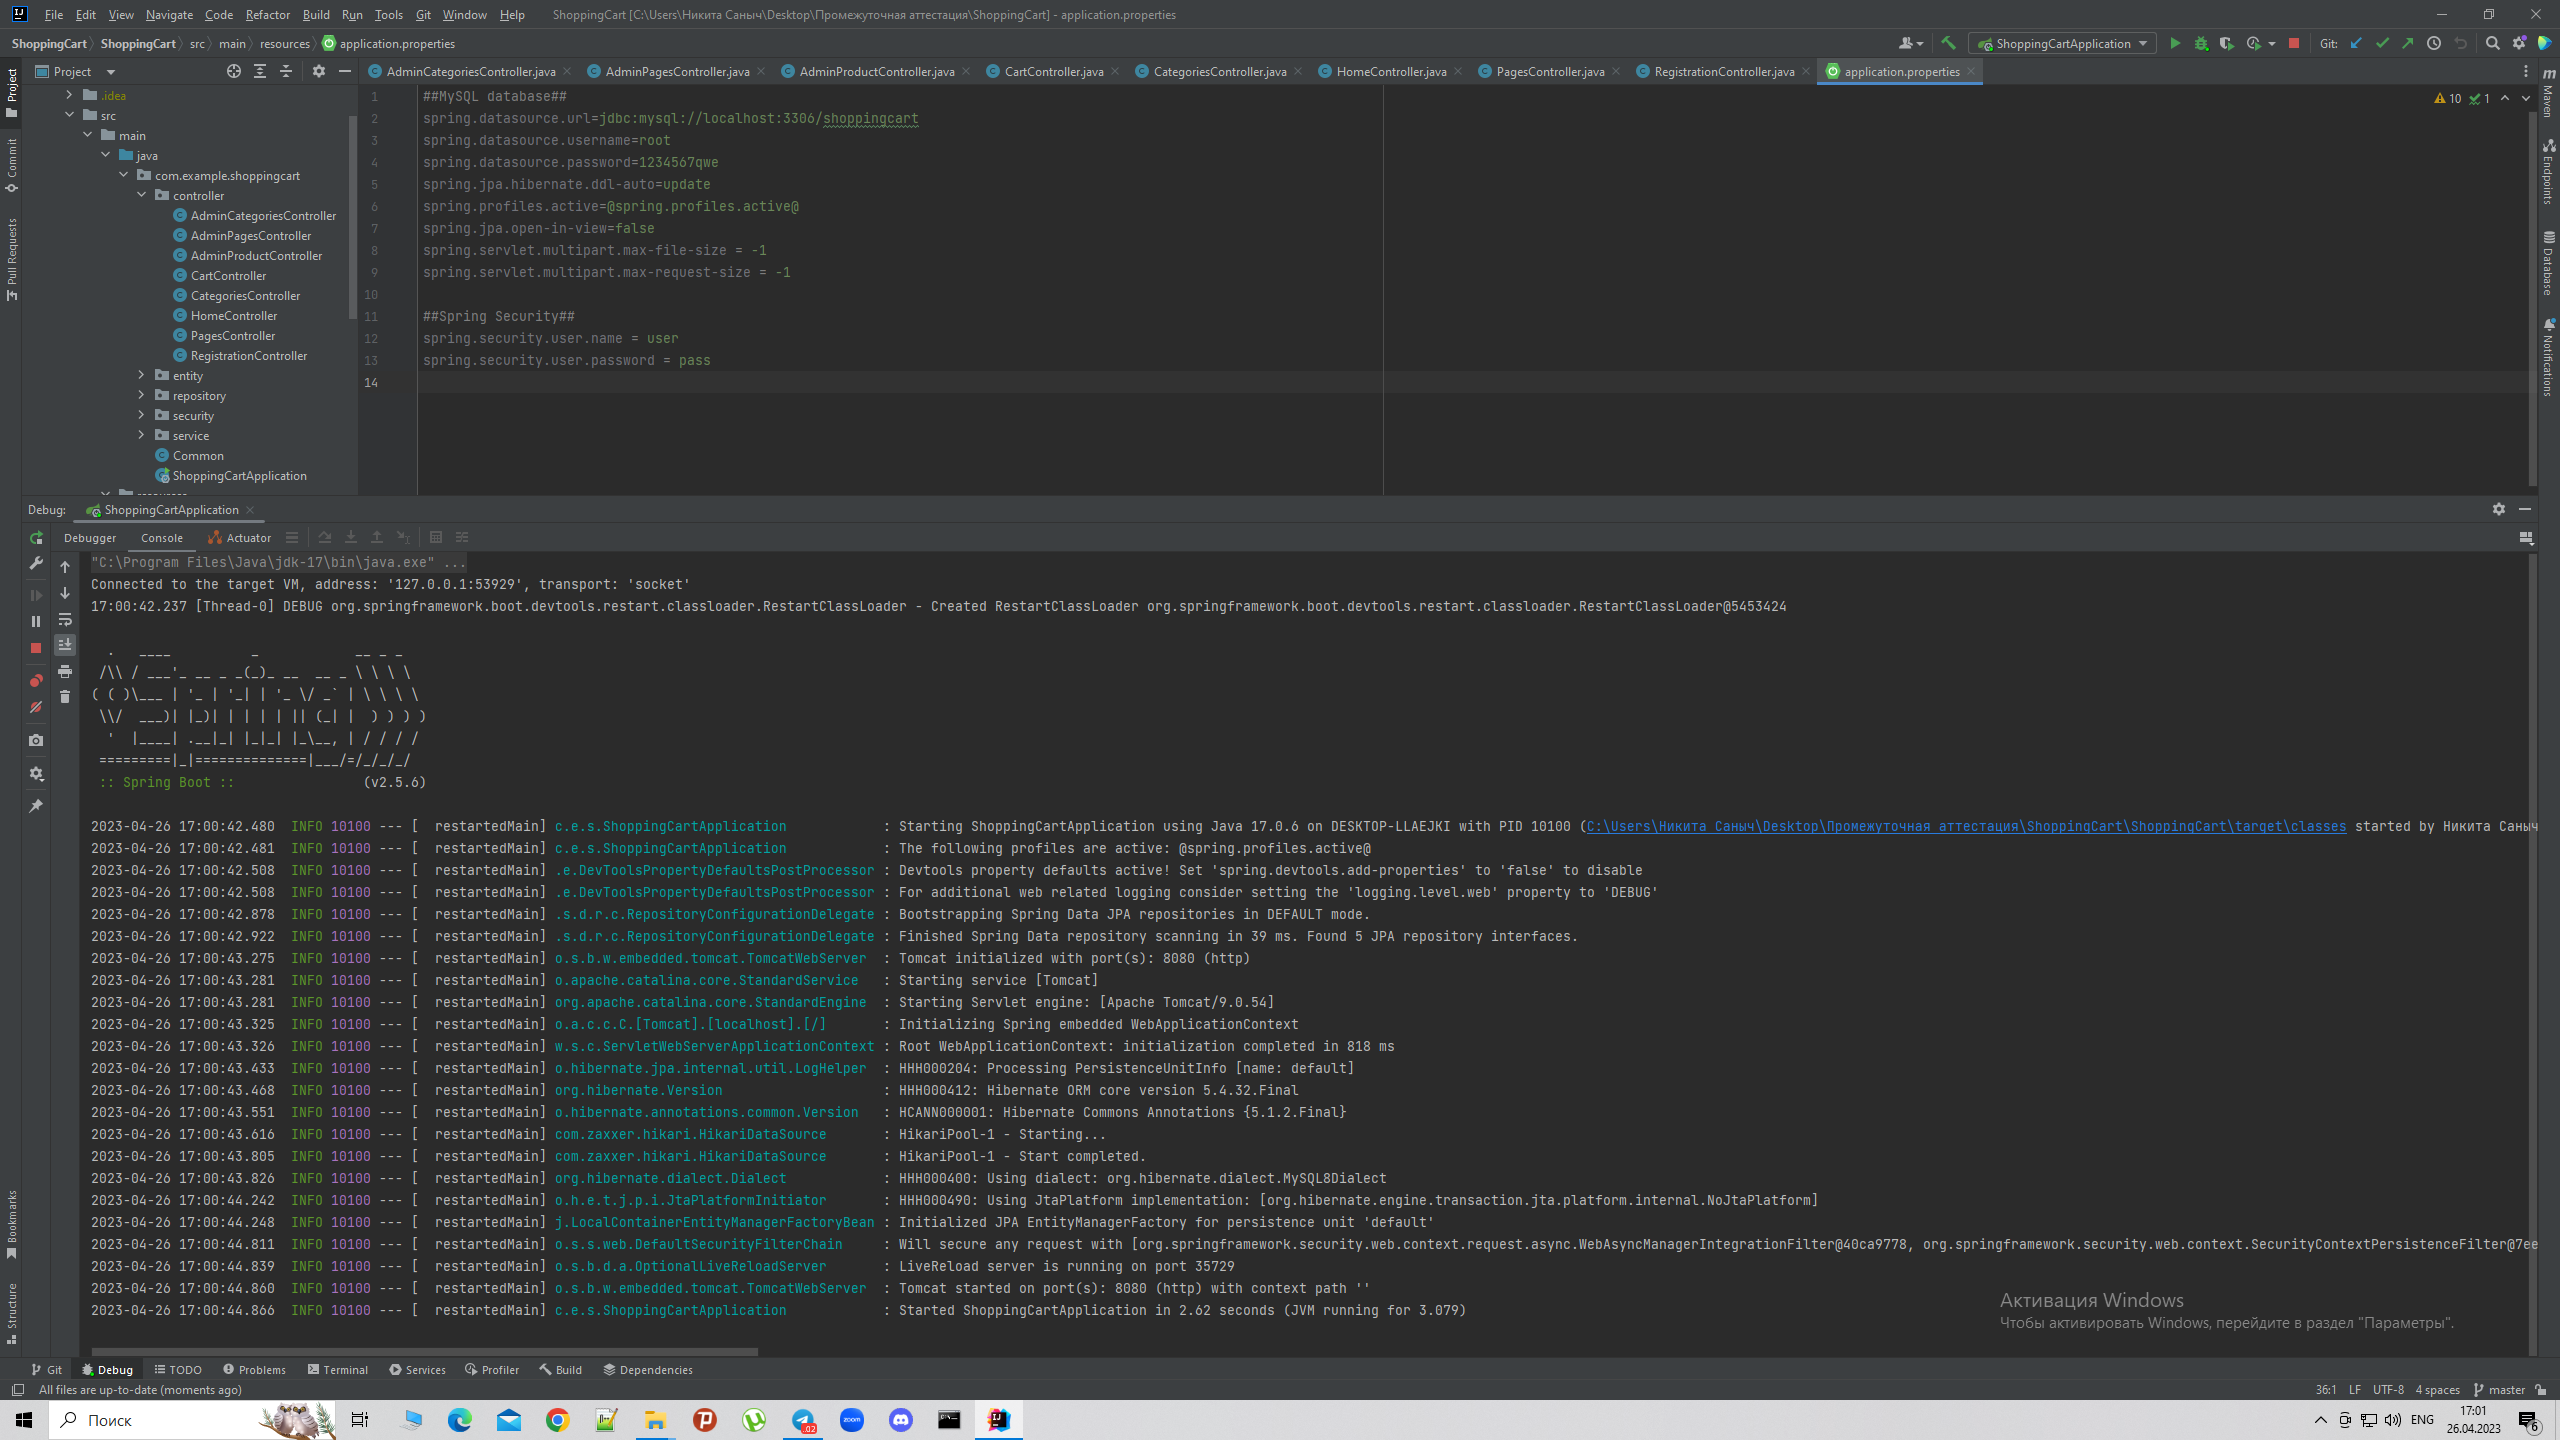 File Edit View Navigate Code Refactor Build Run Tools Git Window Help ShoppingCart [C:\Users\Никита Саныч\Desktop\Промежуточная аттестация\ShoppingCart] - application.properties
ShoppingCart ShoppingCart src main resources application.properties ShoppingCartApplication Git:
Project AdminCategoriesController.java AdminPagesController.java AdminProductController.java CartController.java CategoriesController.java HomeController.java PagesController.java RegistrationController.java application.properties
Project
Commit
Pull Requests
Bookmarks
Structure
.idea
src
main
java
com.example.shoppingcart
controller
AdminCategoriesController
AdminPagesController
AdminProductController
CartController
CategoriesController
HomeController
PagesController
RegistrationController
entity
repository
security
service
Common
ShoppingCartApplication
resources
1 ##MySQL database##
2 spring.datasource.url=jdbc:mysql://localhost:3306/shoppingcart
3 spring.datasource.username=root
4 spring.datasource.password=1234567qwe
5 spring.jpa.hibernate.ddl-auto=update
6 spring.profiles.active=@spring.profiles.active@
7 spring.jpa.open-in-view=false
8 spring.servlet.multipart.max-file-size = -1
9 spring.servlet.multipart.max-request-size = -1
10
11 ##Spring Security##
12 spring.security.user.name = user
13 spring.security.user.password = pass
14
10 1
Maven
Endpoints
Database
Notifications
Debug: ShoppingCartApplication
Debugger Console Actuator
"C:\Program Files\Java\jdk-17\bin\java.exe" ...
Connected to the target VM, address: '127.0.0.1:53929', transport: 'socket'
17:00:42.237 [Thread-0] DEBUG org.springframework.boot.devtools.restart.classloader.RestartClassLoader - Created RestartClassLoader org.springframework.boot.devtools.restart.classloader.RestartClassLoader@5453424
  .   ____          _            __ _ _
 /\\ / ___'_ __ _ _(_)_ __  __ _ \ \ \ \
( ( )\___ | '_ | '_| | '_ \/ _` | \ \ \ \
 \\/  ___)| |_)| | | | | || (_| |  ) ) ) )
  '  |____| .__|_| |_|_| |_\__, | / / / /
 =========|_|==============|___/=/_/_/_/
 :: Spring Boot ::                (v2.5.6)
2023-04-26 17:00:42.480  INFO 10100 --- [  restartedMain] c.e.s.ShoppingCartApplication            : Starting ShoppingCartApplication using Java 17.0.6 on DESKTOP-LLAEJKI with PID 10100 (C:\Users\Никита Саныч\Desktop\Промежуточная аттестация\ShoppingCart\ShoppingCart\target\classes started by Никита Саныч
2023-04-26 17:00:42.481  INFO 10100 --- [  restartedMain] c.e.s.ShoppingCartApplication            : The following profiles are active: @spring.profiles.active@
2023-04-26 17:00:42.508  INFO 10100 --- [  restartedMain] .e.DevToolsPropertyDefaultsPostProcessor : Devtools property defaults active! Set 'spring.devtools.add-properties' to 'false' to disable
2023-04-26 17:00:42.508  INFO 10100 --- [  restartedMain] .e.DevToolsPropertyDefaultsPostProcessor : For additional web related logging consider setting the 'logging.level.web' property to 'DEBUG'
2023-04-26 17:00:42.878  INFO 10100 --- [  restartedMain] .s.d.r.c.RepositoryConfigurationDelegate : Bootstrapping Spring Data JPA repositories in DEFAULT mode.
2023-04-26 17:00:42.922  INFO 10100 --- [  restartedMain] .s.d.r.c.RepositoryConfigurationDelegate : Finished Spring Data repository scanning in 39 ms. Found 5 JPA repository interfaces.
2023-04-26 17:00:43.275  INFO 10100 --- [  restartedMain] o.s.b.w.embedded.tomcat.TomcatWebServer  : Tomcat initialized with port(s): 8080 (http)
2023-04-26 17:00:43.281  INFO 10100 --- [  restartedMain] o.apache.catalina.core.StandardService   : Starting service [Tomcat]
2023-04-26 17:00:43.281  INFO 10100 --- [  restartedMain] org.apache.catalina.core.StandardEngine  : Starting Servlet engine: [Apache Tomcat/9.0.54]
2023-04-26 17:00:43.325  INFO 10100 --- [  restartedMain] o.a.c.c.C.[Tomcat].[localhost].[/]       : Initializing Spring embedded WebApplicationContext
2023-04-26 17:00:43.326  INFO 10100 --- [  restartedMain] w.s.c.ServletWebServerApplicationContext : Root WebApplicationContext: initialization completed in 818 ms
2023-04-26 17:00:43.433  INFO 10100 --- [  restartedMain] o.hibernate.jpa.internal.util.LogHelper  : HHH000204: Processing PersistenceUnitInfo [name: default]
2023-04-26 17:00:43.468  INFO 10100 --- [  restartedMain] org.hibernate.Version                    : HHH000412: Hibernate ORM core version 5.4.32.Final
2023-04-26 17:00:43.551  INFO 10100 --- [  restartedMain] o.hibernate.annotations.common.Version   : HCANN000001: Hibernate Commons Annotations {5.1.2.Final}
2023-04-26 17:00:43.616  INFO 10100 --- [  restartedMain] com.zaxxer.hikari.HikariDataSource       : HikariPool-1 - Starting...
2023-04-26 17:00:43.805  INFO 10100 --- [  restartedMain] com.zaxxer.hikari.HikariDataSource       : HikariPool-1 - Start completed.
2023-04-26 17:00:43.826  INFO 10100 --- [  restartedMain] org.hibernate.dialect.Dialect            : HHH000400: Using dialect: org.hibernate.dialect.MySQL8Dialect
2023-04-26 17:00:44.242  INFO 10100 --- [  restartedMain] o.h.e.t.j.p.i.JtaPlatformInitiator       : HHH000490: Using JtaPlatform implementation: [org.hibernate.engine.transaction.jta.platform.internal.NoJtaPlatform]
2023-04-26 17:00:44.248  INFO 10100 --- [  restartedMain] j.LocalContainerEntityManagerFactoryBean : Initialized JPA EntityManagerFactory for persistence unit 'default'
2023-04-26 17:00:44.811  INFO 10100 --- [  restartedMain] o.s.s.web.DefaultSecurityFilterChain     : Will secure any request with [org.springframework.security.web.context.request.async.WebAsyncManagerIntegrationFilter@40ca9778, org.springframework.security.web.context.SecurityContextPersistenceFilter@7ee
2023-04-26 17:00:44.839  INFO 10100 --- [  restartedMain] o.s.b.d.a.OptionalLiveReloadServer       : LiveReload server is running on port 35729
2023-04-26 17:00:44.860  INFO 10100 --- [  restartedMain] o.s.b.w.embedded.tomcat.TomcatWebServer  : Tomcat started on port(s): 8080 (http) with context path ''
2023-04-26 17:00:44.866  INFO 10100 --- [  restartedMain] c.e.s.ShoppingCartApplication            : Started ShoppingCartApplication in 2.62 seconds (JVM running for 3.079)
Активация Windows
Чтобы активировать Windows, перейдите в раздел "Параметры".
Git Debug TODO Problems Terminal Services Profiler Build Dependencies
All files are up-to-date (moments ago) 36:1 LF UTF-8 4 spaces master
Поиск zoom ENG 17:01
26.04.2023 6